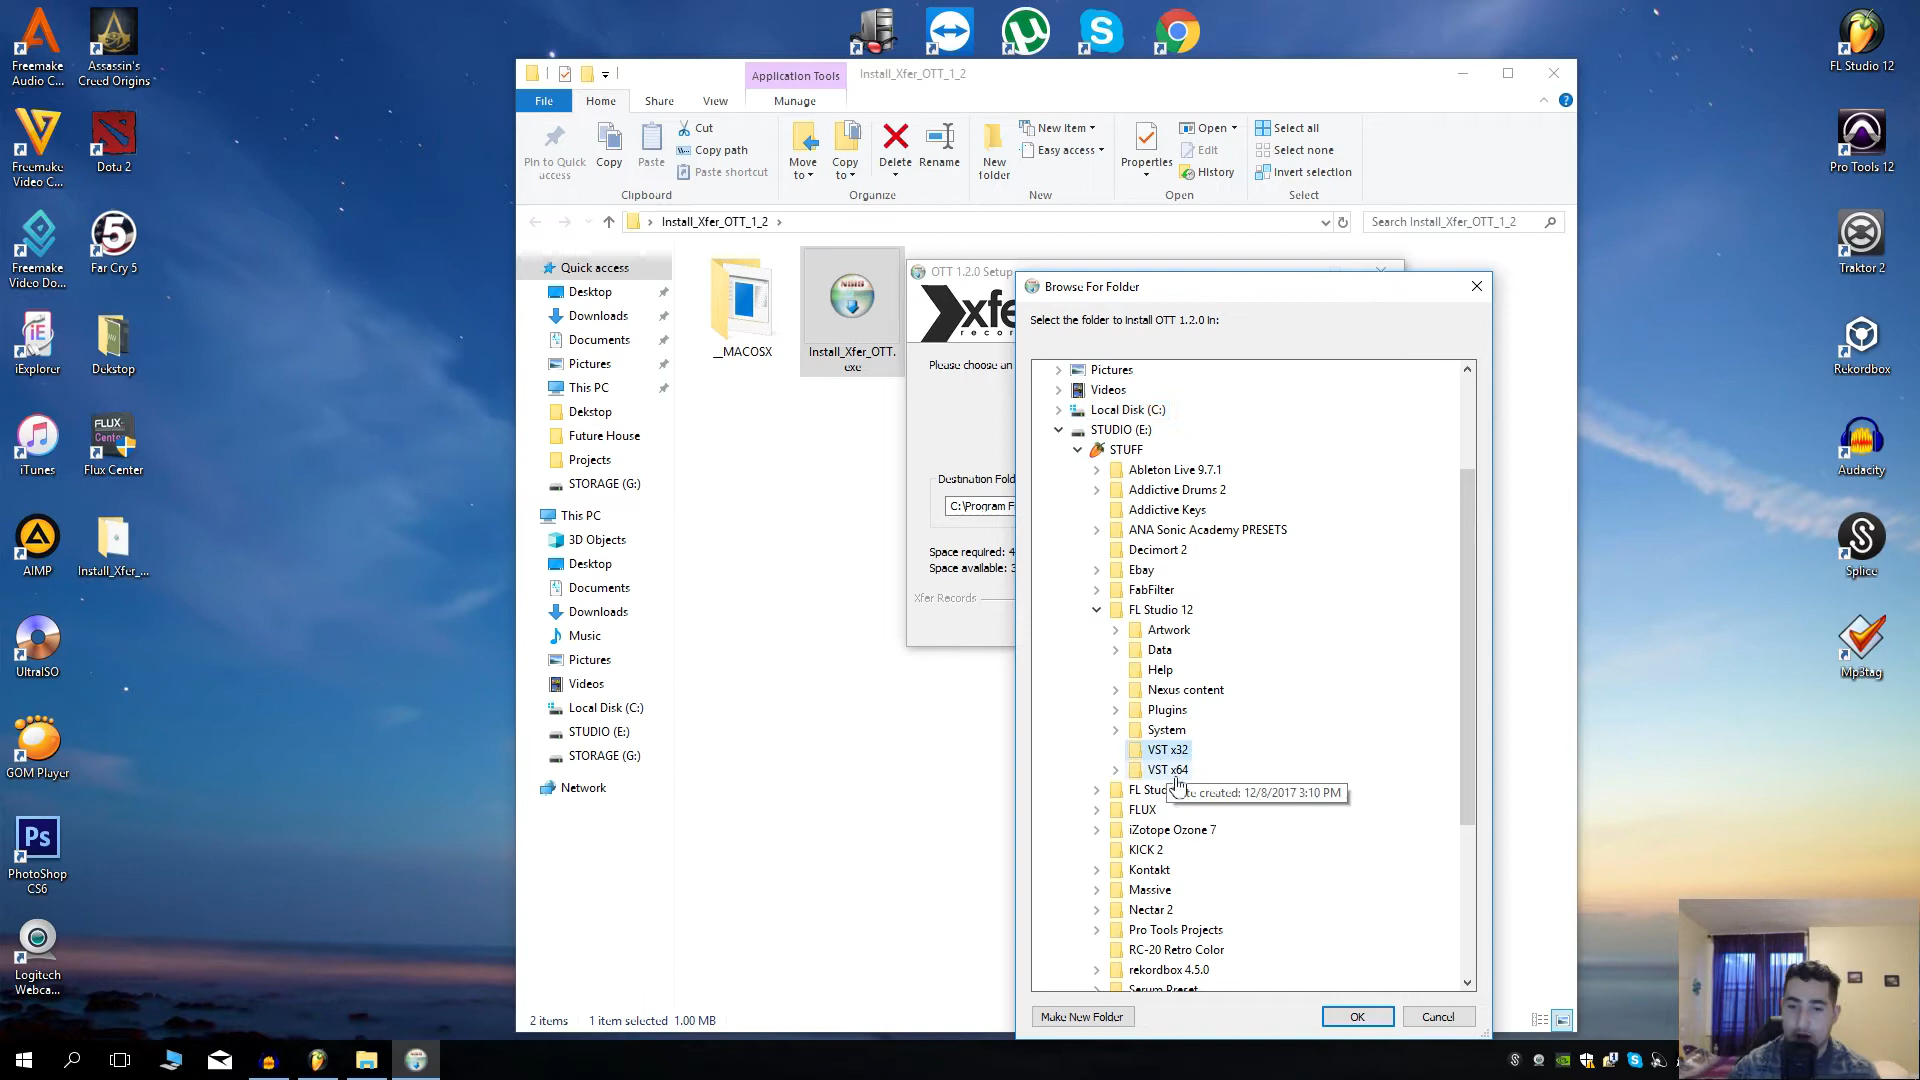 Freemake Audio C...
Assassin's Creed Origins
Freemake Video C...
Dota 2
Freemake Video Do...
Far Cry 5
iExplorer
Dekstop
iTunes
FLUX:: Center
Flux Center
AIMP
Install_Xfer_...
UltraISO
GOM Player
Ps
PhotoShop CS6
Logitech Webca...
FL Studio 12
Pro Tools 12
Traktor 2
Rekordbox
Audacity
Splice
Mp3tag
Application Tools
Install_Xfer_OTT_1_2
File
Home
Share
View
Manage
Pin to Quick access
Copy
Paste
Cut
Copy path
Paste shortcut
Clipboard
Move to
Copy to
Delete
Rename
Organize
New folder
New item
Easy access
New
Properties
Open
Edit
History
Open
Select all
Select none
Invert selection
Select
Install_Xfer_OTT_1_2
Search Install_Xfer_OTT_1_2
Quick access
Desktop
Downloads
Documents
Pictures
This PC
Dekstop
Future House
Projects
STORAGE (G:)
This PC
3D Objects
Desktop
Documents
Downloads
Music
Pictures
Videos
Local Disk (C:)
STUDIO (E:)
STORAGE (G:)
Network
__MACOSX
NSIS
Install_Xfer_OTT.exe
2 items
1 item selected 1.00 MB
OTT 1.2.0 Setup
xfe
record
Please choose an
Destination Fold
C:\Program F
Space required: 4
Space available: 3
Xfer Records
Browse For Folder
Select the folder to install OTT 1.2.0 in:
Pictures
Videos
Local Disk (C:)
STUDIO (E:)
STUFF
Ableton Live 9.7.1
Addictive Drums 2
Addictive Keys
ANA Sonic Academy PRESETS
Decimort 2
Ebay
FabFilter
FL Studio 12
Artwork
Data
Help
Nexus content
Plugins
System
VST x32
VST x64
FL Stud
te created: 12/8/2017 3:10 PM
FLUX
iZotope Ozone 7
KICK 2
Kontakt
Massive
Nectar 2
Pro Tools Projects
RC-20 Retro Color
rekordbox 4.5.0
Serum Preset
Make New Folder
OK
Cancel